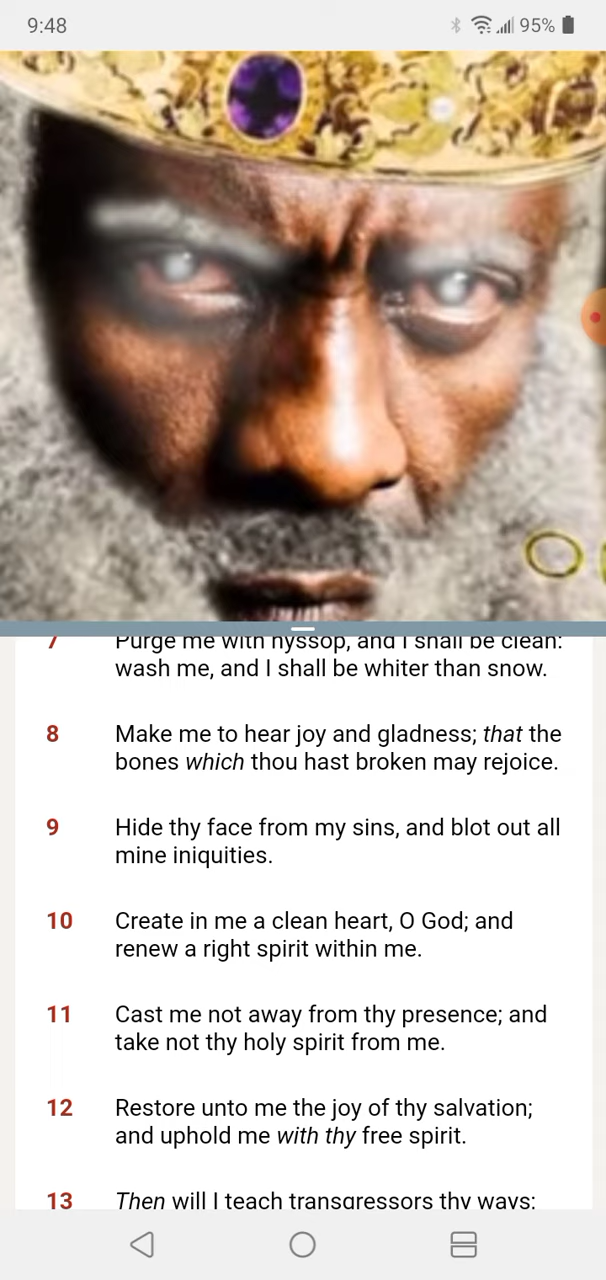 9:48
95%
7 Purge me with hyssop, and I shall be clean:
wash me, and I shall be whiter than snow.
8 Make me to hear joy and gladness; that the
bones which thou hast broken may rejoice.
9 Hide thy face from my sins, and blot out all
mine iniquities.
10 Create in me a clean heart, O God; and
renew a right spirit within me.
11 Cast me not away from thy presence; and
take not thy holy spirit from me.
12 Restore unto me the joy of thy salvation;
and uphold me with thy free spirit.
13 Then will I teach transgressors thy ways;